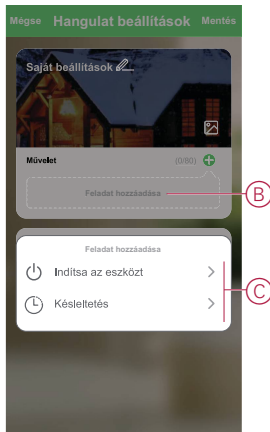 Mégse Hangulat beállítások Mentés
Saját beállítások
Művelet (0/80)
Feladat hozzáadása
B
Feladat hozzáadása
Indítsa az eszközt
C
Késleltetés